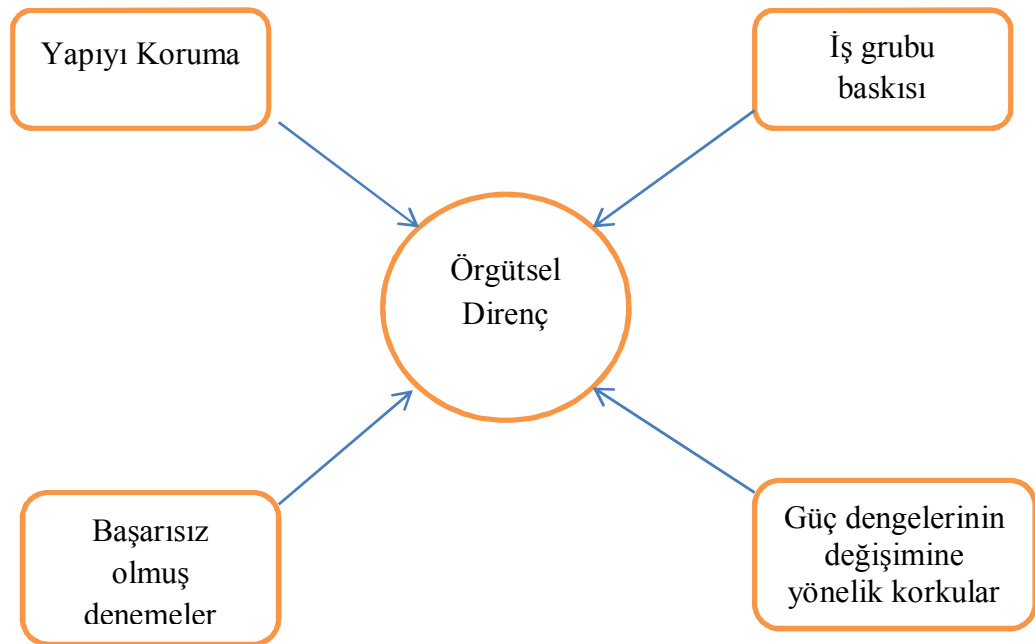 Yapıyı Koruma
İş grubu
baskısı
Örgütsel
Direnç
Başarısız
olmuş
denemeler
Güç dengelerinin
değişimine
yönelik korkular